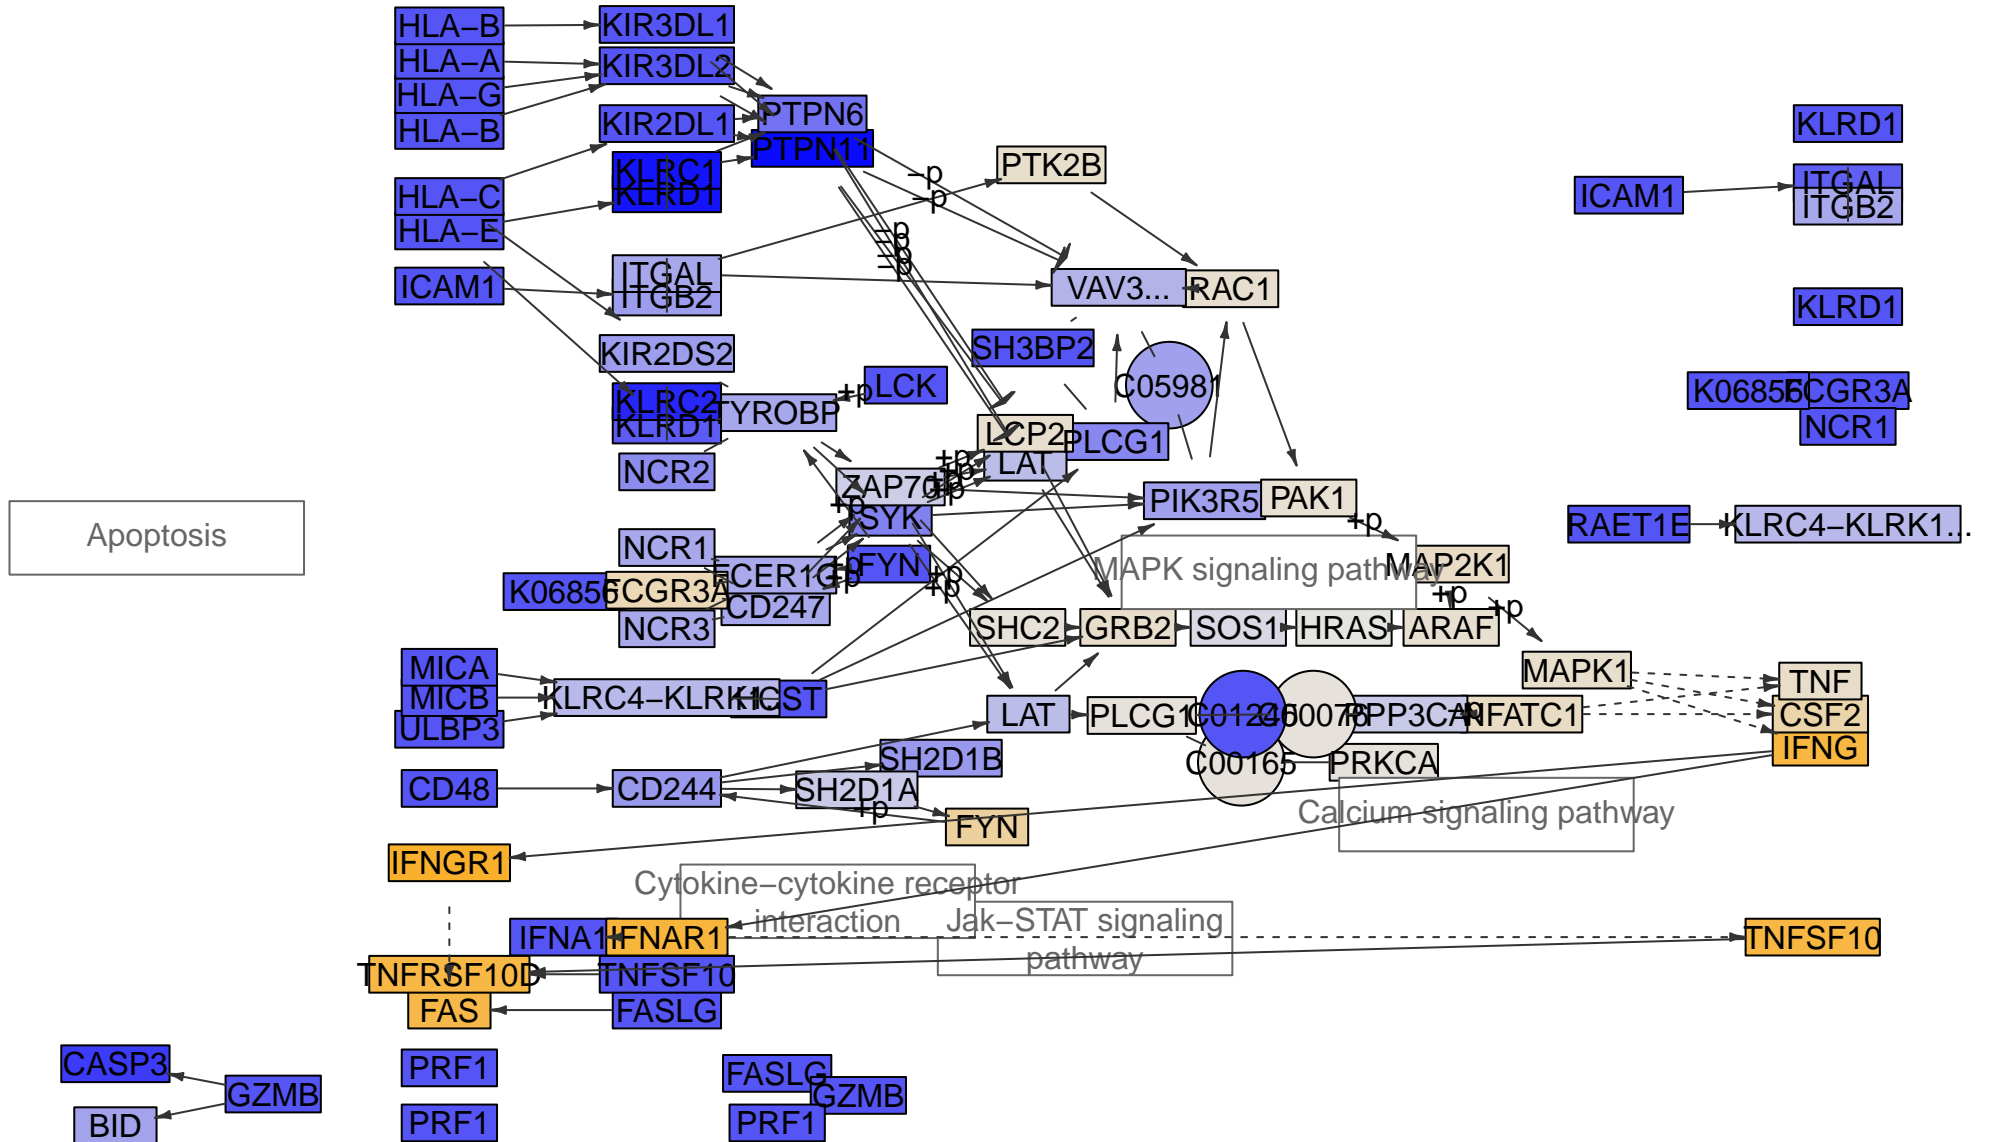 HLA−B
KIR3DL1
HLA−A
KIR3DL2
HLA−G
HLA−B
PTPN6
KIR2DL1
PTPN11
KLRD1
KLRC1
KLRD1
PTK2B
−p
−p
HLA−C
HLA−E
ICAM1
ITGAL
ITGB2
−p
−p
−p
−p
ITGAL
ITGB2
ICAM1
VAV3...
RAC1
KLRD1
KIR2DS2
SH3BP2
C05981
LCK
+p
KLRC2
KLRD1
TYROBP
K06856
FCGR3A
NCR1
LCP2
PLCG1
LAT
NCR2
+p
+p
+p
+p
ZAP70
SYK
+p
PIK3R5
PAK1
+p
RAET1E
KLRC4−KLRK1...
Apoptosis
NCR1
FCER1G
FYN
+p
+p
+p
+p
MAPK signaling pathway
MAP2K1
K06856
FCGR3A
CD247
NCR3
+p
+p
SHC2
GRB2
SOS1
HRAS
ARAF
MICA
MICB
ULBP3
KLRC4−KLRK1...
HCST
MAPK1
TNF
CSF2
IFNG
LAT
PLCG1
C01245
C00076
PPP3CA
−p
NFATC1
C00165
PRKCA
SH2D1B
CD48
CD244
SH2D1A
+p
FYN
Calcium signaling pathway
IFNGR1
Cytokine−cytokine receptor
interaction
Jak−STAT signaling
pathway
IFNA1
IFNAR1
TNFSF10
TNFRSF10D
TNFSF10
FAS
FASLG
CASP3
GZMB
BID
PRF1
PRF1
FASLG
GZMB
PRF1